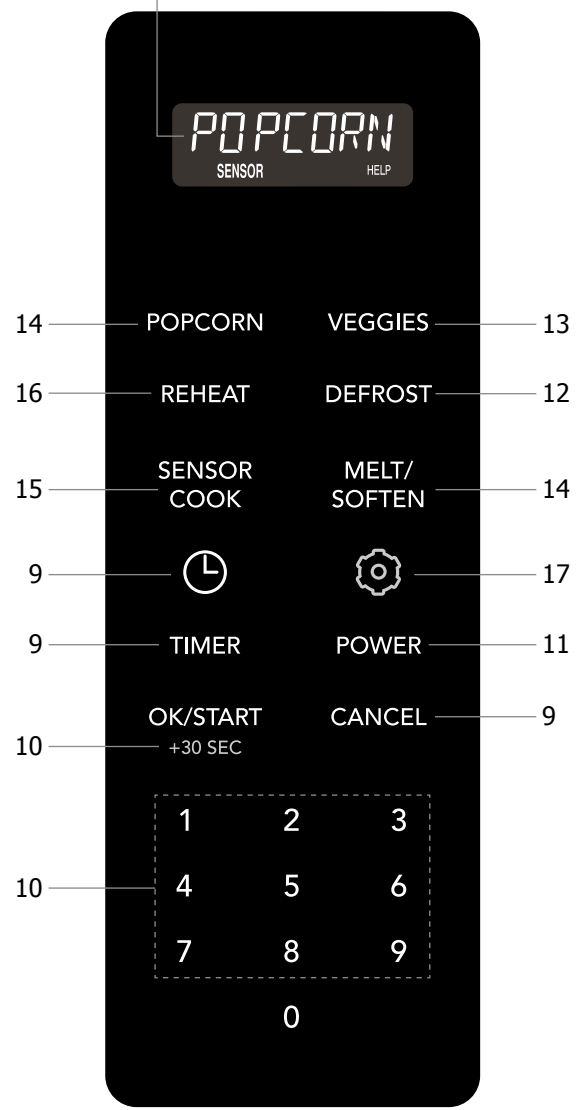 POPCORN
SENSOR HELP
14 POPCORN VEGGIES 13
16 REHEAT DEFROST 12
SENSOR MELT/
15 COOK SOFTEN 14
9 17
9 TIMER POWER 11
OK/START CANCEL 9
10 +30 SEC
1 2 3
10 4 5 6
7 8 9
0